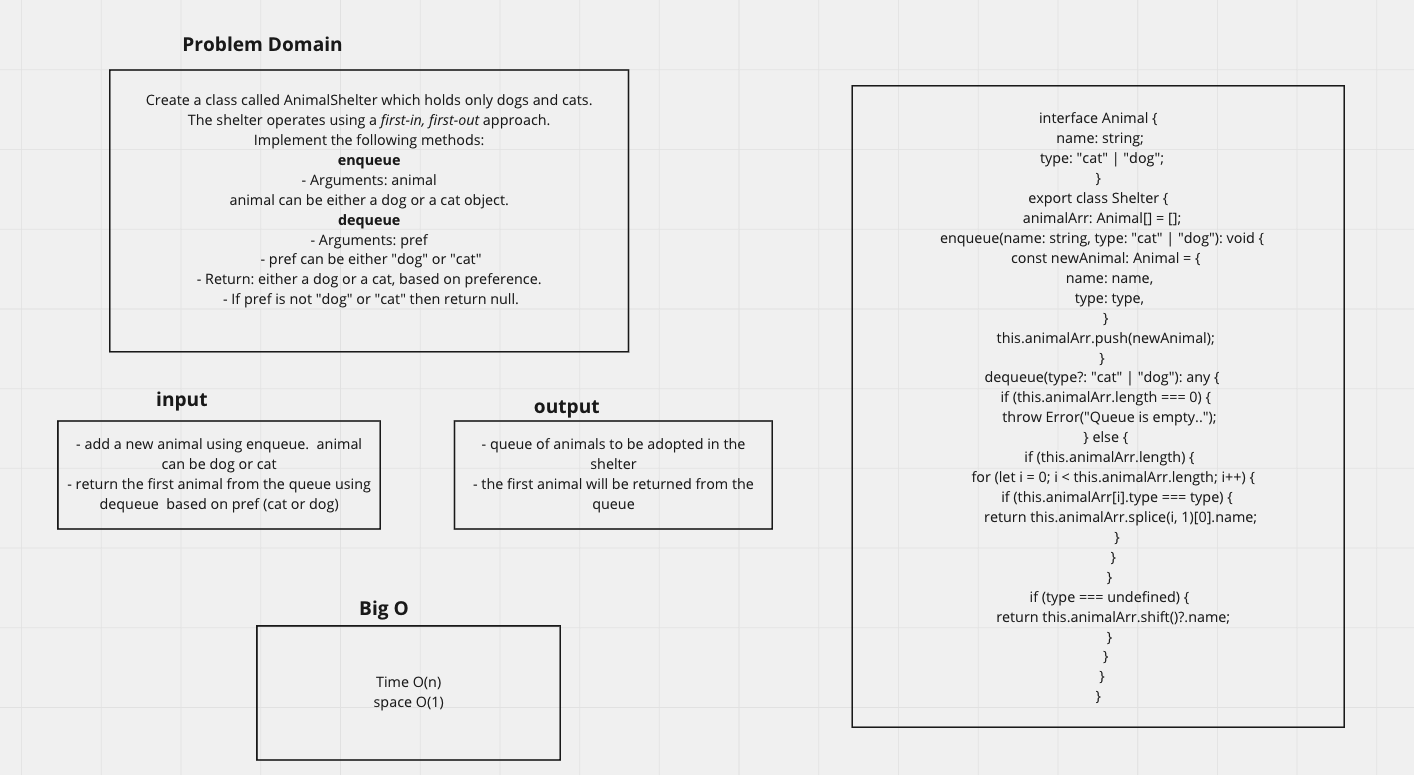 Problem Domain
Create a class called AnimalShelter which holds only dogs and cats.
The shelter operates using a first-in, first-out approach.
Implement the following methods:
enqueue
- Arguments: animal
animal can be either a dog or a cat object.
dequeue
- Arguments: pref
- pref can be either "dog" or "cat"
- Return: either a dog or a cat, based on preference.
- If pref is not "dog" or "cat" then return null.
input
- add a new animal using enqueue.  animal
can be dog or cat
- return the first animal from the queue using
dequeue  based on pref (cat or dog)
output
- queue of animals to be adopted in the
shelter
- the first animal will be returned from the
queue
Big O
Time O(n)
space O(1)
interface Animal {
name: string;
type: "cat" | "dog";
}
export class Shelter {
animalArr: Animal[] = [];
enqueue(name: string, type: "cat" | "dog"): void {
const newAnimal: Animal = {
name: name,
type: type,
}
this.animalArr.push(newAnimal);
}
dequeue(type?: "cat" | "dog"): any {
if (this.animalArr.length === 0) {
throw Error("Queue is empty..");
} else {
if (this.animalArr.length) {
for (let i = 0; i < this.animalArr.length; i++) {
if (this.animalArr[i].type === type) {
return this.animalArr.splice(i, 1)[0].name;
}
}
}
if (type === undefined) {
return this.animalArr.shift()?.name;
}
}
}
}